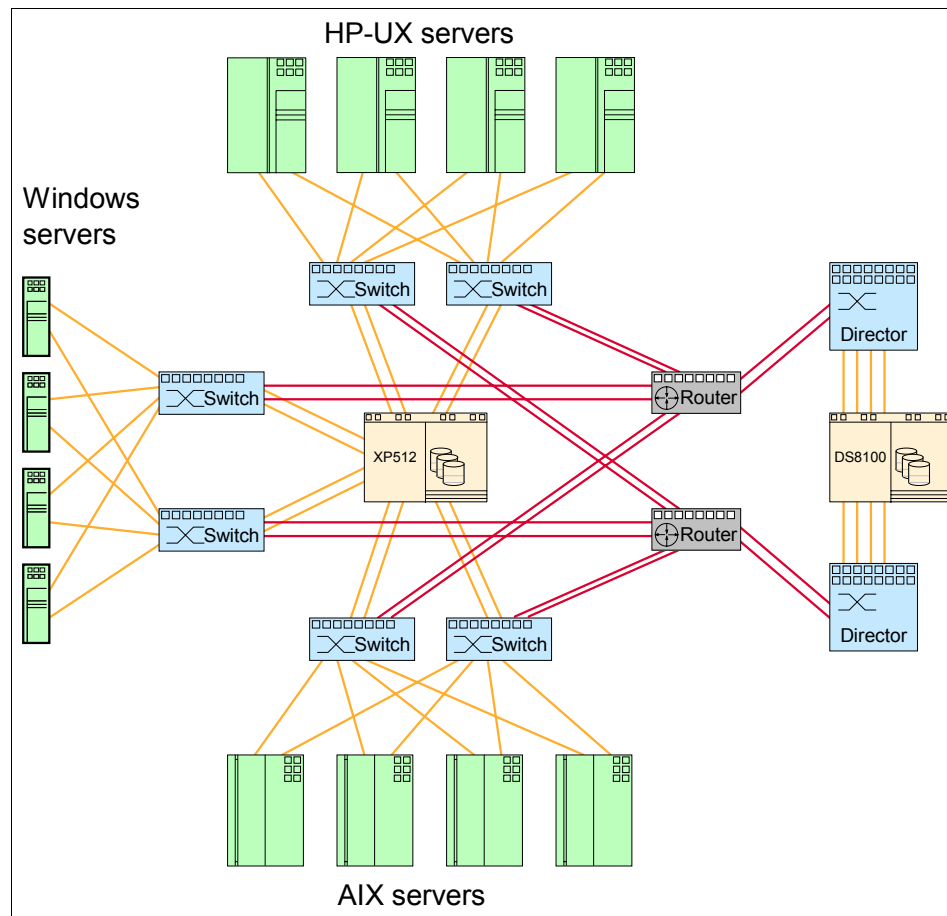 HP-UX servers
Windows
servers
Switch
Switch
Director
Switch
Router
XP512
DS8100
Switch
Router
Switch
Switch
Director
AIX servers